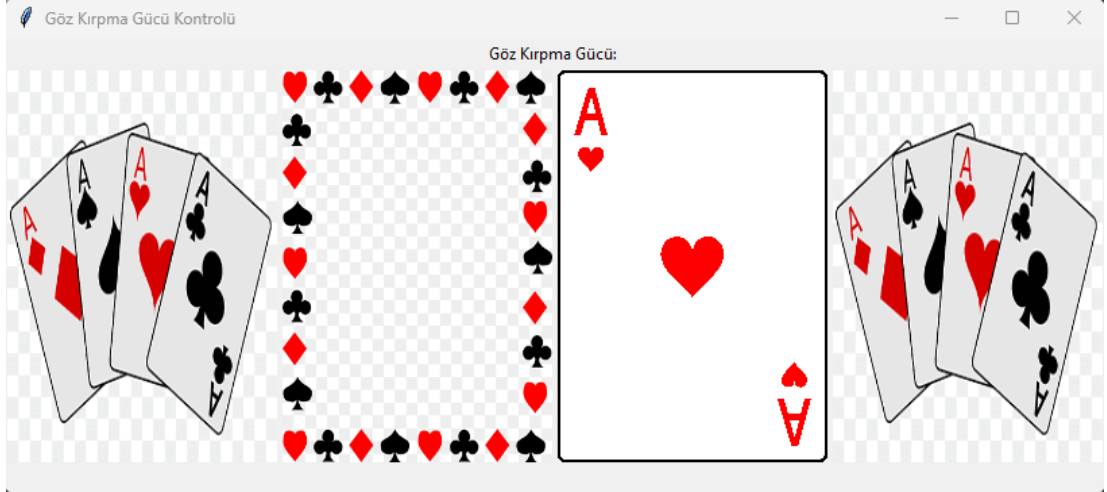 Göz Kırpma Gücü Kontrolü
Göz Kırpma Gücü:
A A A A
A
A
A
A A A A
A